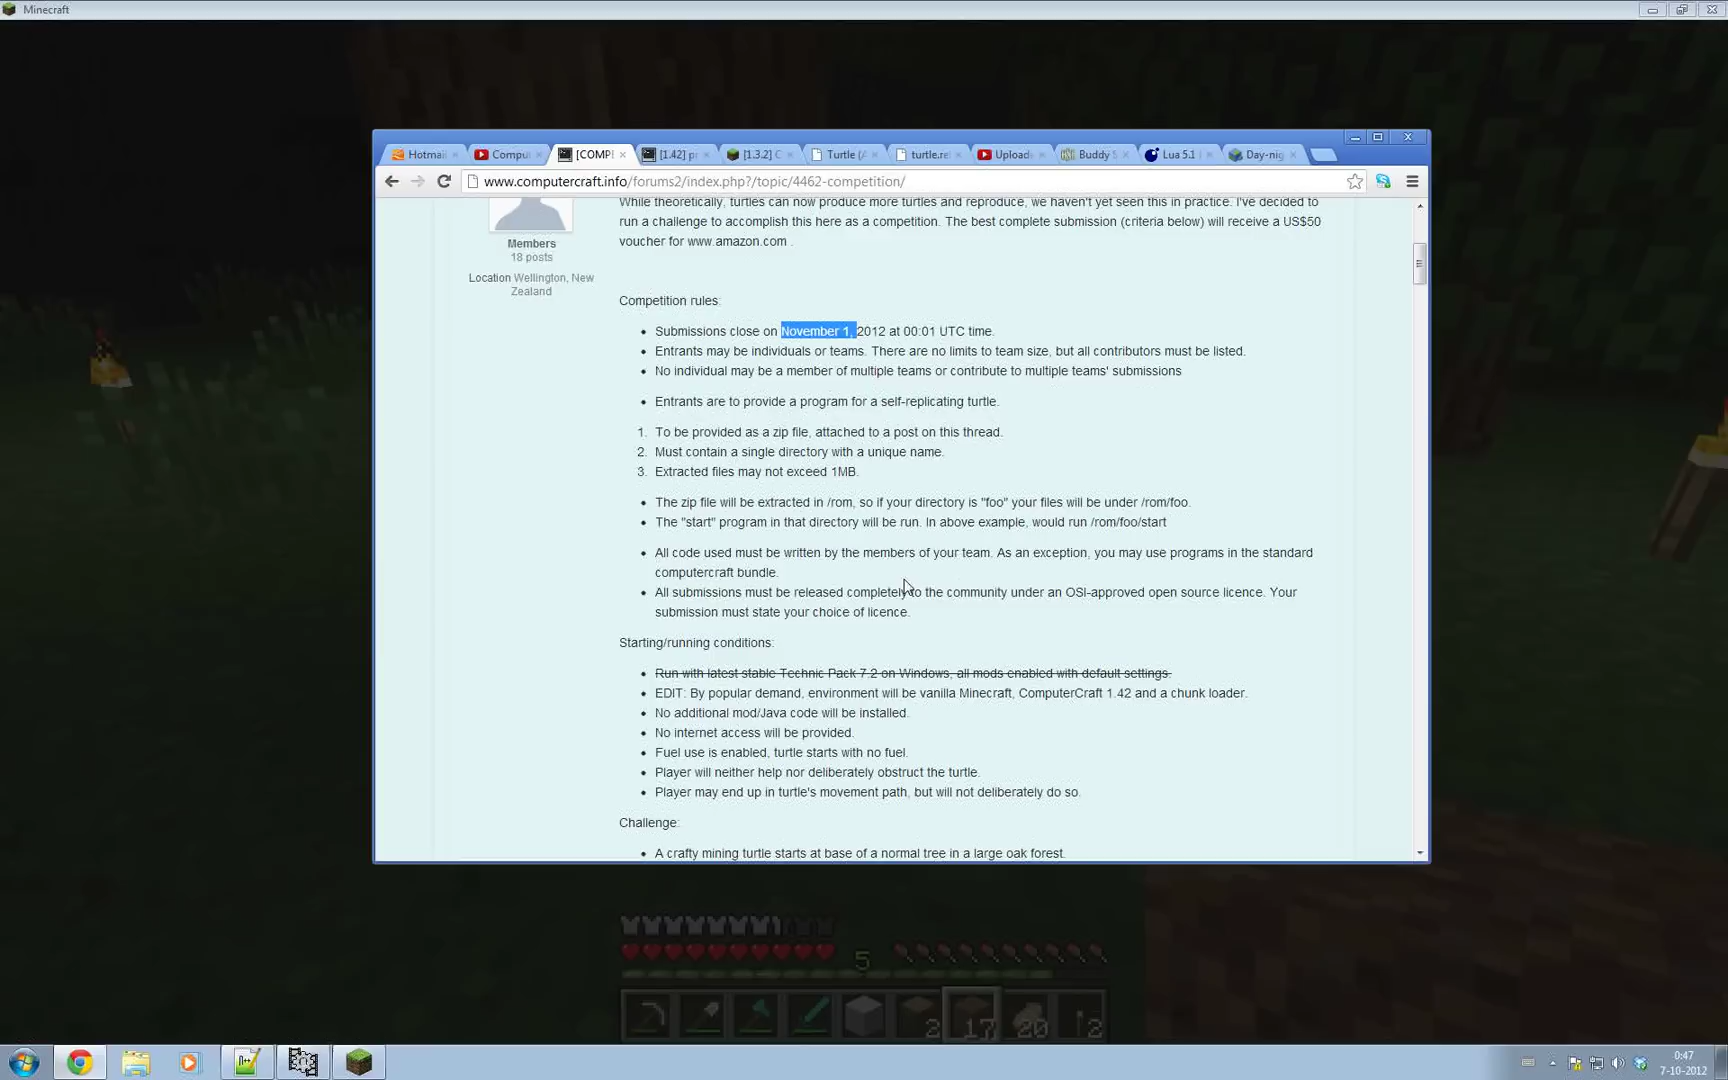 Minecraft
Hotmai
Comput
[COMPE
[1.42] pr
[1.3.2] C
Turtle (A
turtle.rel
Upload
Buddy S
Lua 5.1
Day-nig
www.computercraft.info/forums2/index.php?/topic/4462-competition/
While theoretically, turtles can now produce more turtles and reproduce, we haven't yet seen this in practice. I've decided to
run a challenge to accomplish this here as a competition. The best complete submission (criteria below) will receive a US$50
voucher for www.amazon.com .
Members
18 posts
Location Wellington, New
Zealand
Competition rules:
• Submissions close on November 1, 2012 at 00:01 UTC time.
• Entrants may be individuals or teams. There are no limits to team size, but all contributors must be listed.
• No individual may be a member of multiple teams or contribute to multiple teams' submissions
• Entrants are to provide a program for a self-replicating turtle.
1. To be provided as a zip file, attached to a post on this thread.
2. Must contain a single directory with a unique name.
3. Extracted files may not exceed 1MB.
• The zip file will be extracted in /rom, so if your directory is "foo" your files will be under /rom/foo.
• The "start" program in that directory will be run. In above example, would run /rom/foo/start
• All code used must be written by the members of your team. As an exception, you may use programs in the standard
computercraft bundle.
• All submissions must be released completely to the community under an OSI-approved open source licence. Your
submission must state your choice of licence.
Starting/running conditions:
• Run with latest stable Technic Pack 7.2 on Windows, all mods enabled with default settings.
• EDIT: By popular demand, environment will be vanilla Minecraft, ComputerCraft 1.42 and a chunk loader.
• No additional mod/Java code will be installed.
• No internet access will be provided.
• Fuel use is enabled, turtle starts with no fuel.
• Player will neither help nor deliberately obstruct the turtle.
• Player may end up in turtle's movement path, but will not deliberately do so.
Challenge:
• A crafty mining turtle starts at base of a normal tree in a large oak forest.
5
2
17
20
2
0:47
7-10-2012